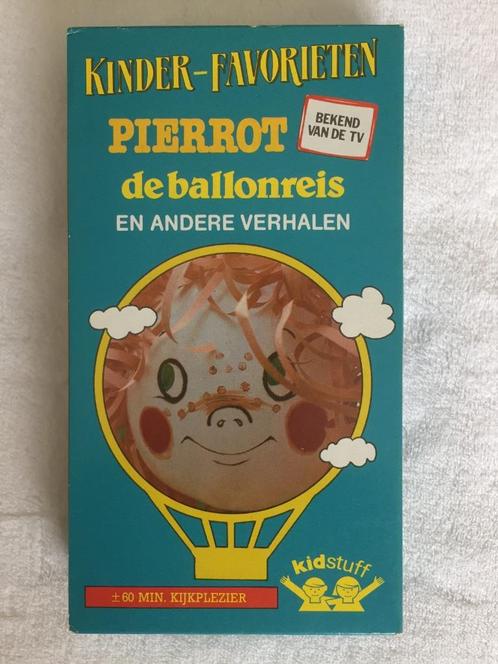 KINDER-FAVORIETEN
PIERROT
BEKEND
VAN DE TV
de ballonreis
EN ANDERE VERHALEN
kidstuff
± 60 MIN. KIJKPLEZIER